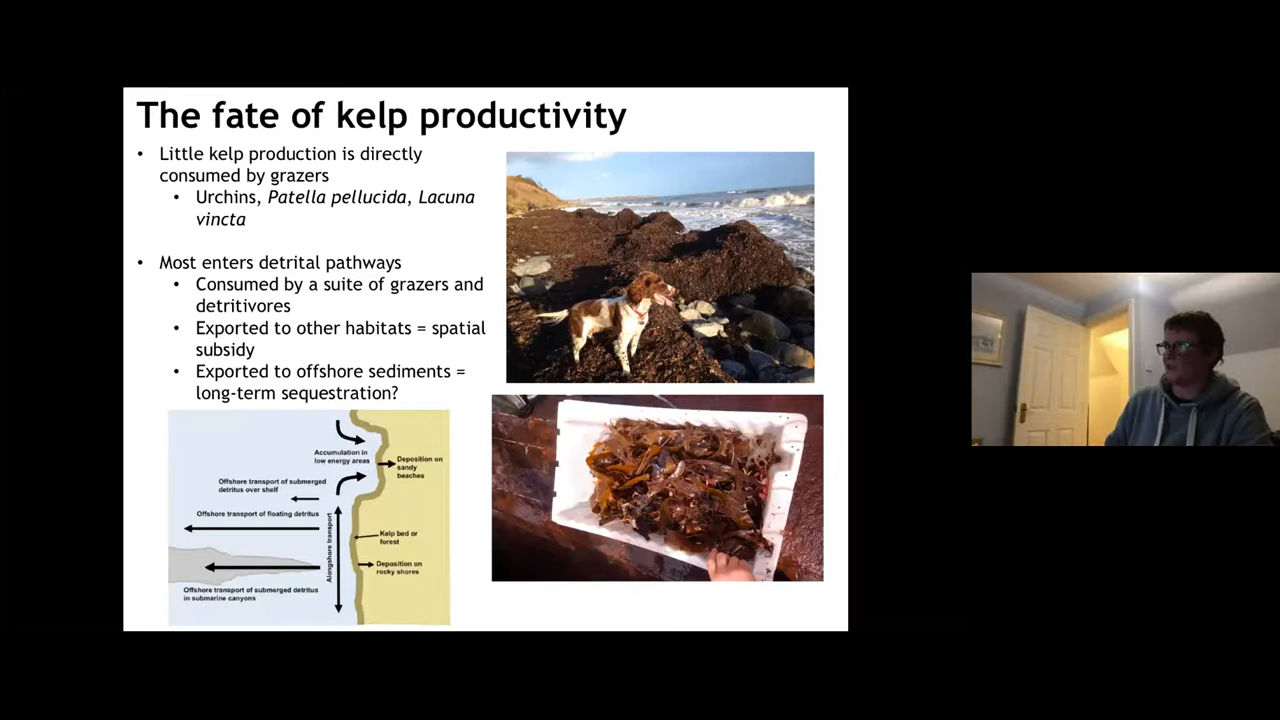 The fate of kelp productivity
• Little kelp production is directly
consumed by grazers
• Urchins, Patella pellucida, Lacuna
vincta
• Most enters detrital pathways
• Consumed by a suite of grazers and
detritivores
• Exported to other habitats = spatial
subsidy
• Exported to offshore sediments =
long-term sequestration?
Accumulation in
low energy areas
Deposition on
sandy
beaches
Offshore transport of submerged
detritus over shelf
Offshore transport of floating detritus
Alongshore transport
Kelp bed or
forest
Deposition on
rocky shores
Offshore transport of submerged detritus
in submarine canyons